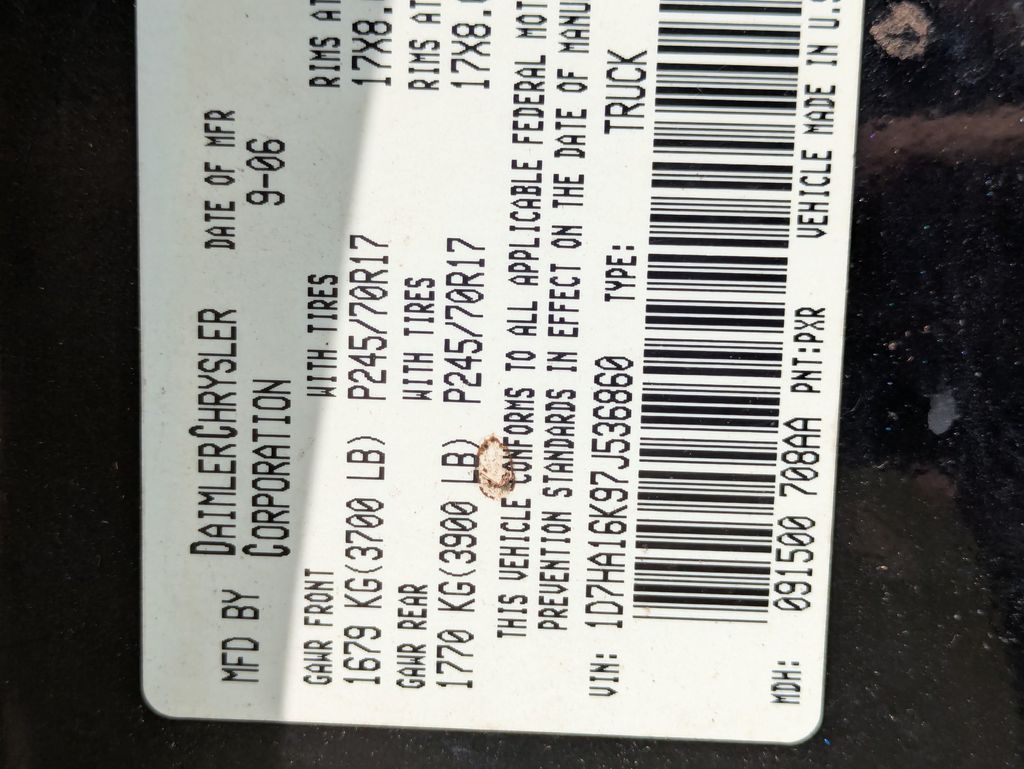 MFD BY DAIMLERCHRYSLER CORPORATION DATE OF MFR 9-06
GAWR FRONT WITH TIRES RIMS AT
1679 KG(3700 LB) P245/70R17 17X8.0
GAWR REAR WITH TIRES RIMS AT
1770 KG(3900 LB) P245/70R17 17X8.0
THIS VEHICLE CONFORMS TO ALL APPLICABLE FEDERAL MOT
PREVENTION STANDARDS IN EFFECT ON THE DATE OF MANU
VIN: 1D7HA16K97J536860 TYPE: TRUCK
MDH: 091500 708AA PNT:PXR VEHICLE MADE IN U.S